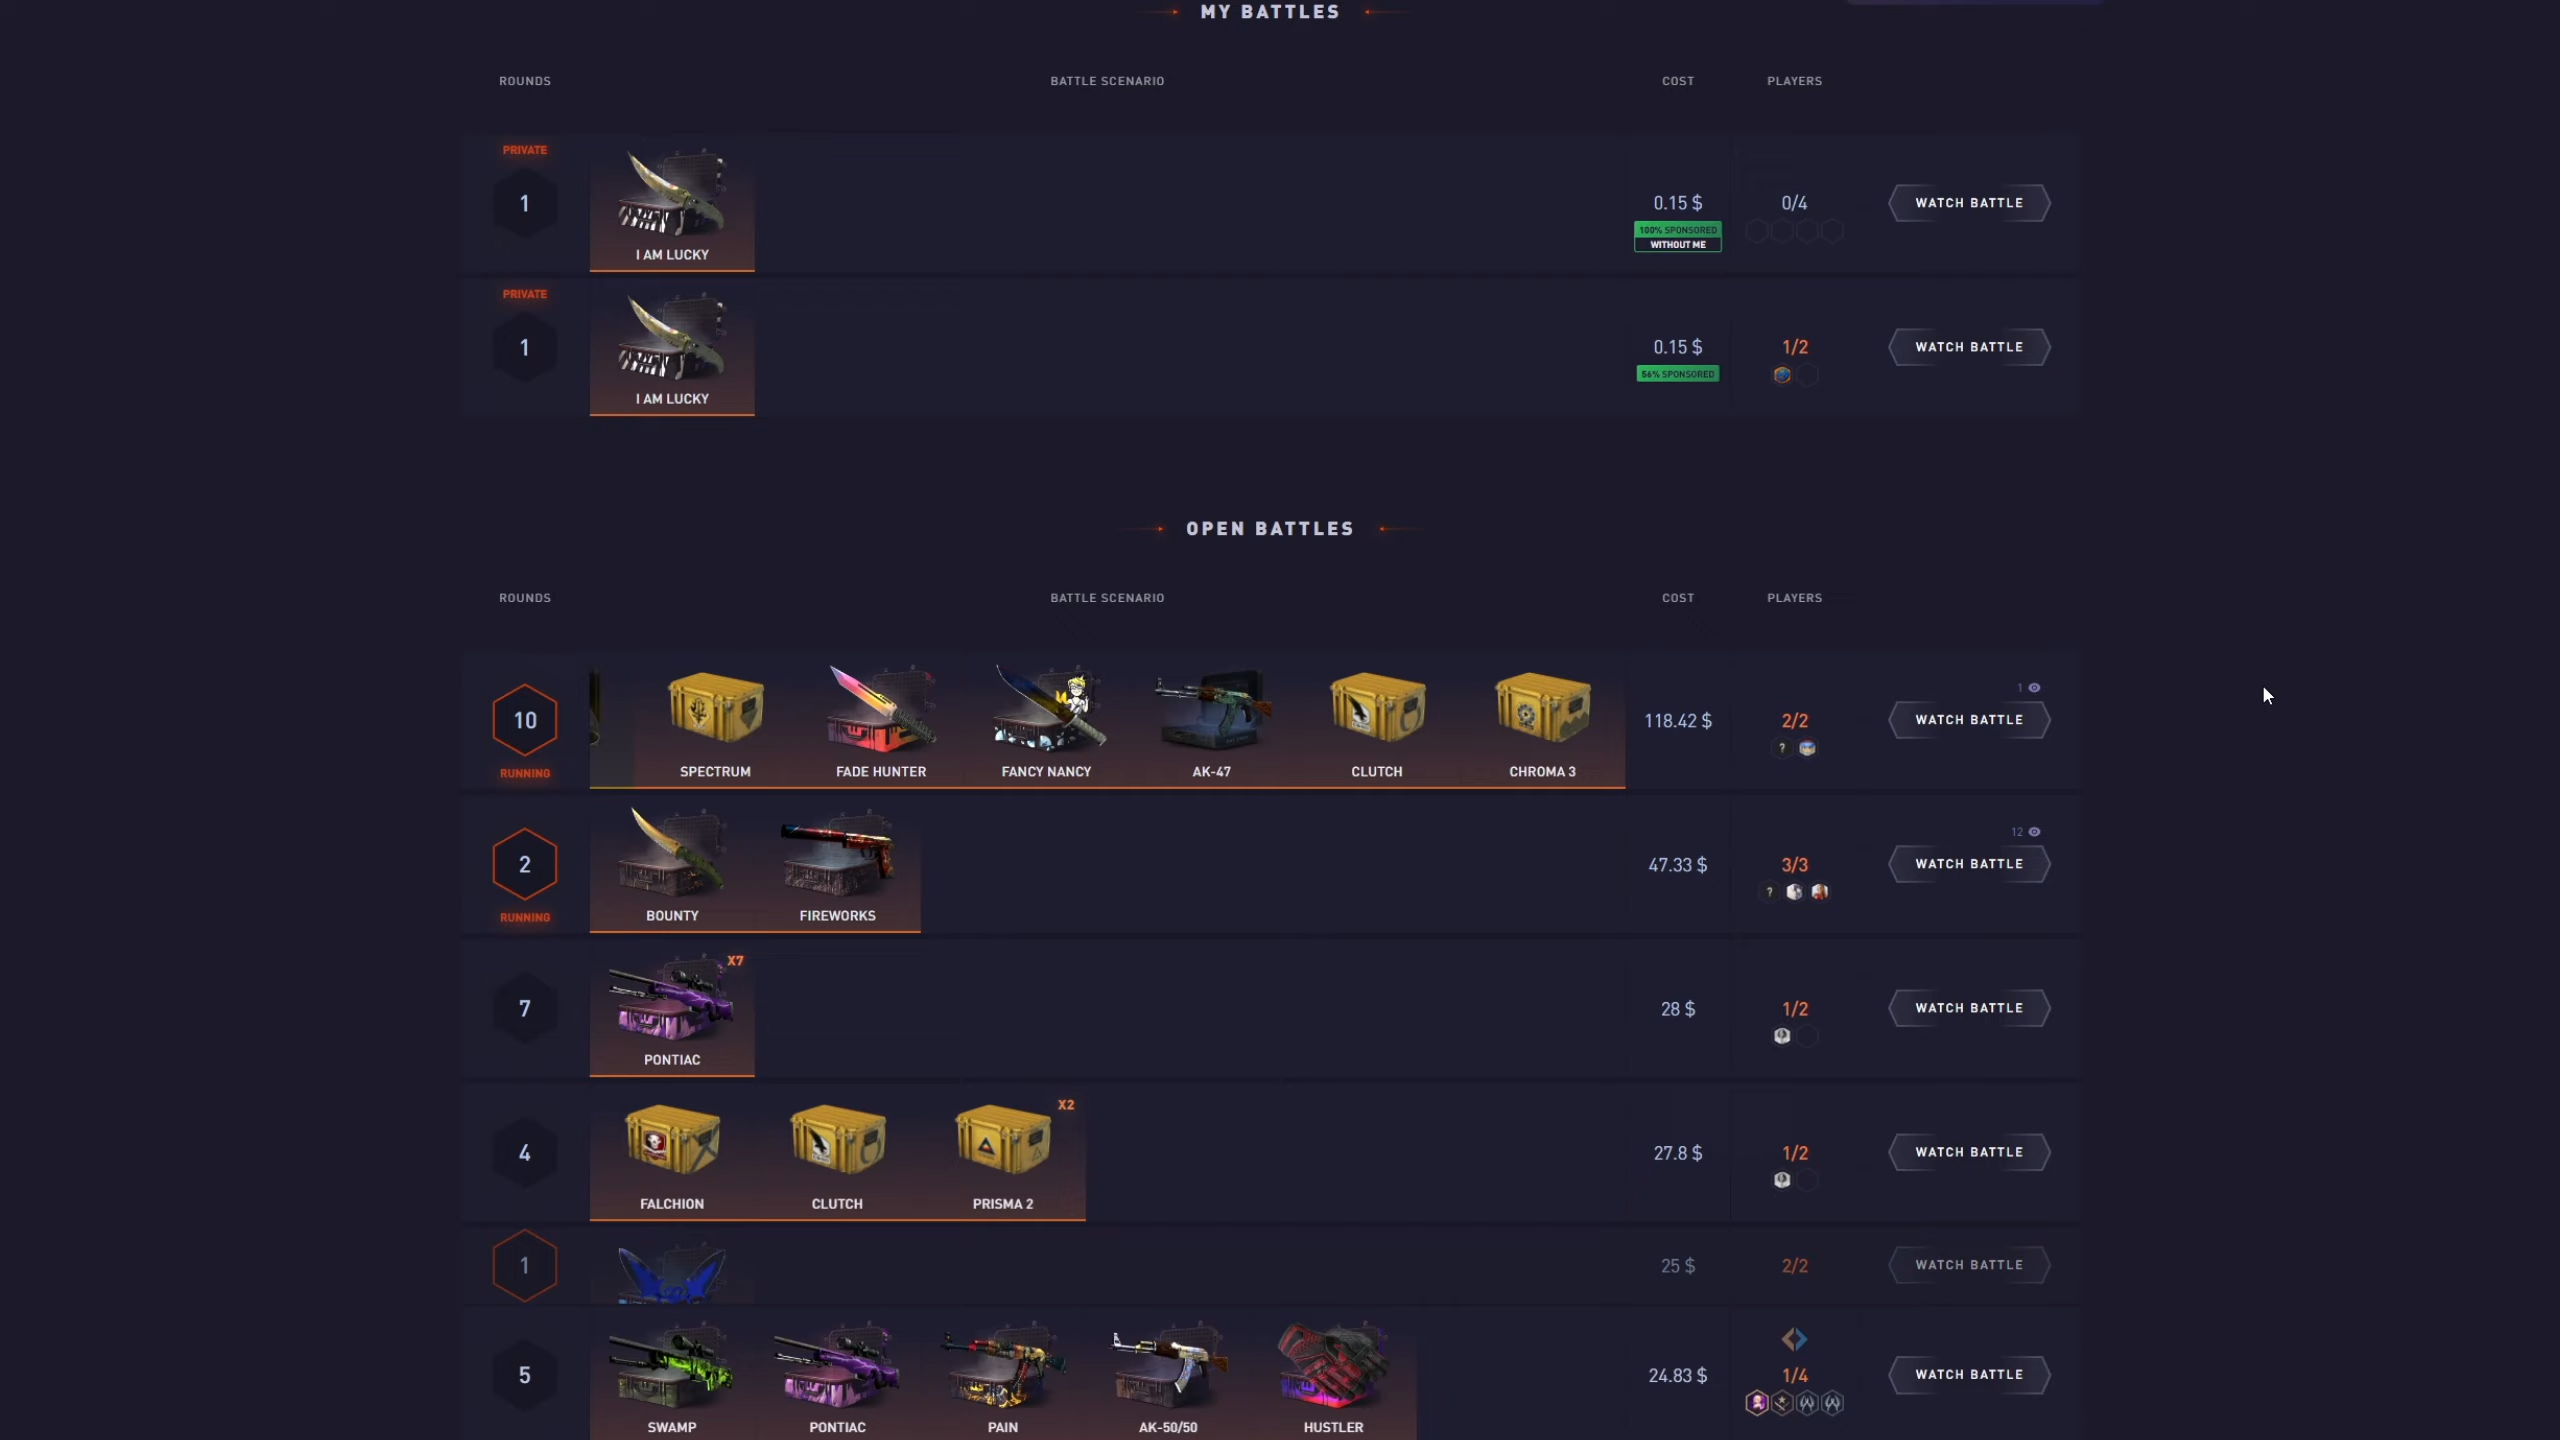 MY BATTLES
ROUNDS BATTLE SCENARIO COST PLAYERS
PRIVATE
1 0.15 $ 0/4 WATCH BATTLE
100% SPONSORED
WITHOUT ME
I AM LUCKY
PRIVATE
1 0.15 $ 1/2 WATCH BATTLE
56% SPONSORED
I AM LUCKY
OPEN BATTLES
ROUNDS BATTLE SCENARIO COST PLAYERS
1
10 118.42 $ 2/2 WATCH BATTLE
?
RUNNING SPECTRUM FADE HUNTER FANCY NANCY AK-47 CLUTCH CHROMA 3
12
2 47.33 $ 3/3 WATCH BATTLE
?
RUNNING BOUNTY FIREWORKS
X7
7 28 $ 1/2 WATCH BATTLE
PONTIAC
X2
4 27.8 $ 1/2 WATCH BATTLE
FALCHION CLUTCH PRISMA 2
1 25 $ 2/2 WATCH BATTLE
5 24.83 $ 1/4 WATCH BATTLE
SWAMP PONTIAC PAIN AK-50/50 HUSTLER